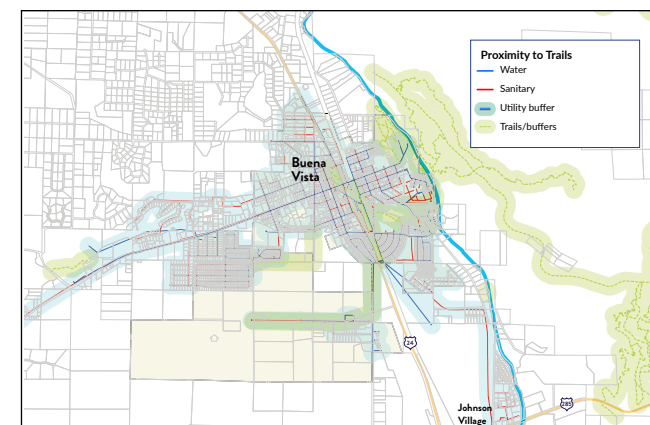 Proximity to Trails
Water
Sanitary
Utility buffer
Trails/buffers
Buena
Vista
24
285
Johnson
Village